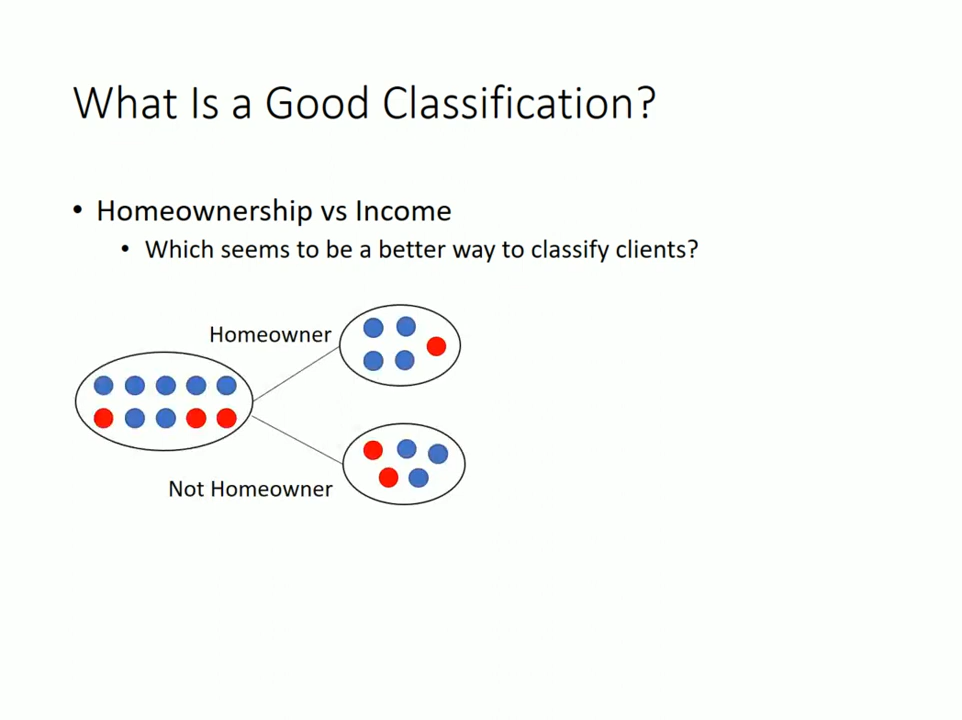 What Is a Good Classification?
• Homeownership vs Income
• Which seems to be a better way to classify clients?
Homeowner
Not Homeowner